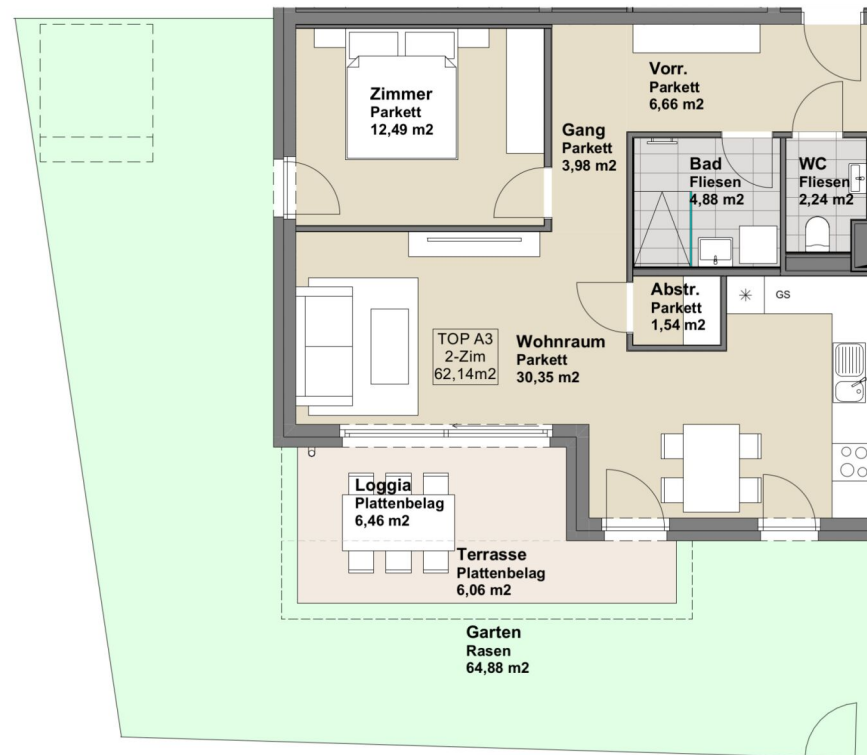 Zimmer
Parkett
12,49 m2
Vorr.
Parkett
6,66 m2
Gang
Parkett
3,98 m2
Bad
Fliesen
4,88 m2
WC
Fliesen
2,24 m2
Abstr.
Parkett
1,54 m2
GS
TOP A3
2-Zim
62,14m2
Wohnraum
Parkett
30,35 m2
Loggia
Plattenbelag
6,46 m2
Terrasse
Plattenbelag
6,06 m2
Garten
Rasen
64,88 m2